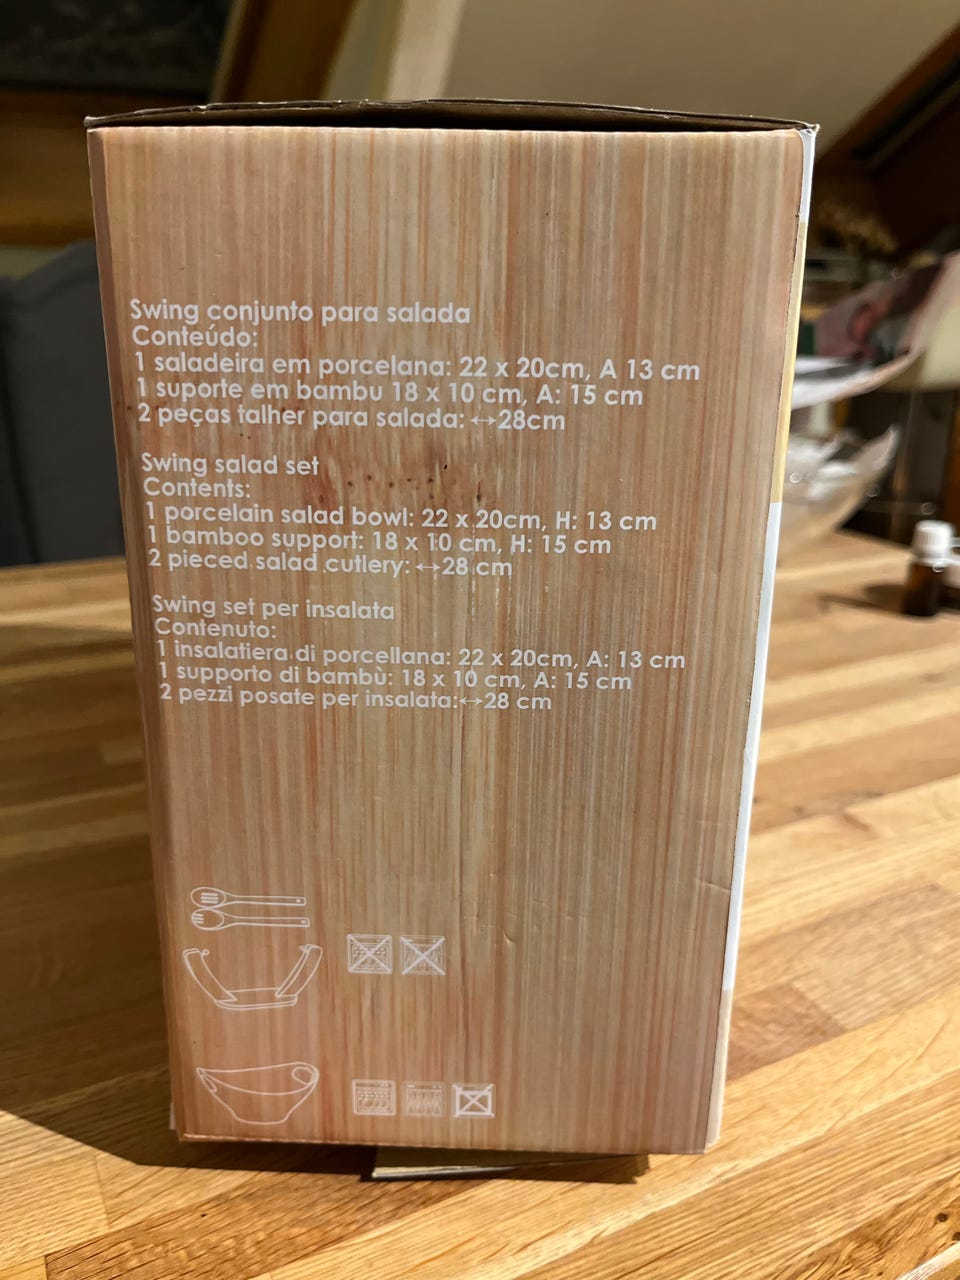 Swing conjunto para salada
Conteúdo:
1 saladeira em porcelana: 22 x 20cm, A 13 cm
1 suporte em bambu 18 x 10 cm, A: 15 cm
2 peças talher para salada: ↔28cm
Swing salad set
Contents:
1 porcelain salad bowl: 22 x 20cm, H: 13 cm
1 bamboo support: 18 x 10 cm, H: 15 cm
2 pieced salad cutlery: ↔28 cm
Swing set per insalata
Contenuto:
1 insalatiera di porcellana: 22 x 20cm, A: 13 cm
1 supporto di bambù: 18 x 10 cm, A: 15 cm
2 pezzi posate per insalata:↔28 cm